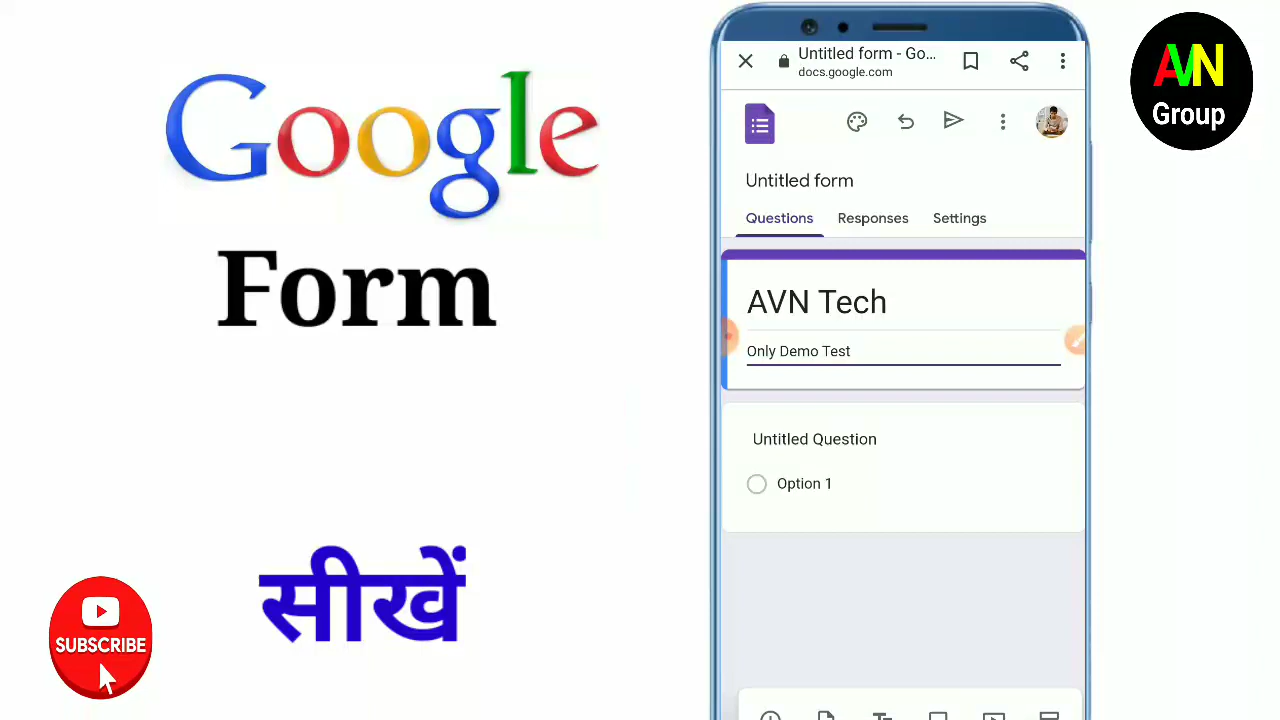 Google
Form
सीखें
SUBSCRIBE
Untitled form - Go...
docs.google.com
Untitled form
Questions Responses Settings
AVN Tech
Only Demo Test
Untitled Question
Option 1
AVN
Group